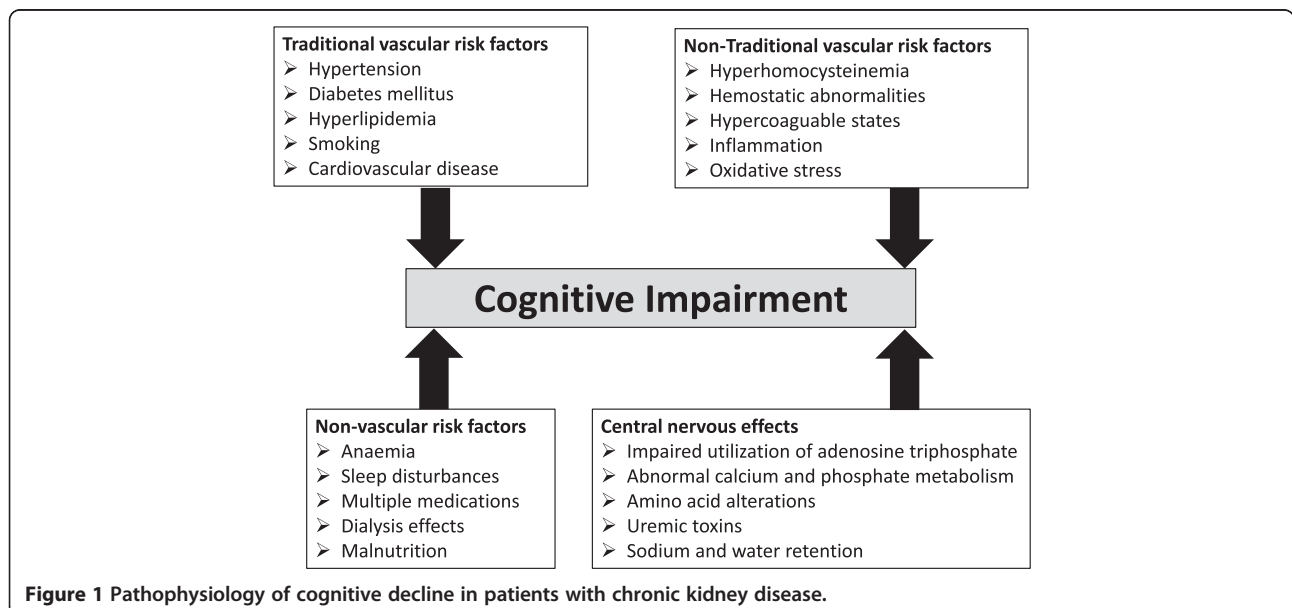 Traditional vascular risk factors
➢ Hypertension
➢ Diabetes mellitus
➢ Hyperlipidemia
➢ Smoking
➢ Cardiovascular disease
Non-Traditional vascular risk factors
➢ Hyperhomocysteinemia
➢ Hemostatic abnormalities
➢ Hypercoaguable states
➢ Inflammation
➢ Oxidative stress
Cognitive Impairment
Non-vascular risk factors
➢ Anaemia
➢ Sleep disturbances
➢ Multiple medications
➢ Dialysis effects
➢ Malnutrition
Central nervous effects
➢ Impaired utilization of adenosine triphosphate
➢ Abnormal calcium and phosphate metabolism
➢ Amino acid alterations
➢ Uremic toxins
➢ Sodium and water retention
Figure 1 Pathophysiology of cognitive decline in patients with chronic kidney disease.